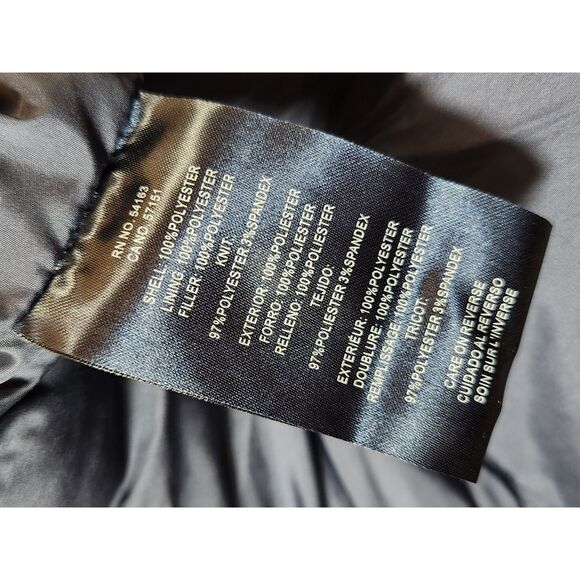 RN NO. 54163
CA NO. 57151
SHELL: 100%POLYESTER
LINING: 100%POLYESTER
FILLER: 100%POLYESTER
KNIT:
97%POLYESTER 3%SPANDEX
EXTERIOR: 100%POLIESTER
FORRO: 100%POLIESTER
RELLENO: 100%POLIESTER
TEJIDO:
97%POLIESTER 3%SPANDEX
EXTÉRIEUR: 100%POLYESTER
DOUBLURE: 100%POLYESTER
REMPLISSAGE 100%POLYESTER
TRICOT:
97%POLYESTER 3%SPANDEX
CARE ON REVERSE
CUIDADO AL REVERSO
SOIN SUR L'INVERSE